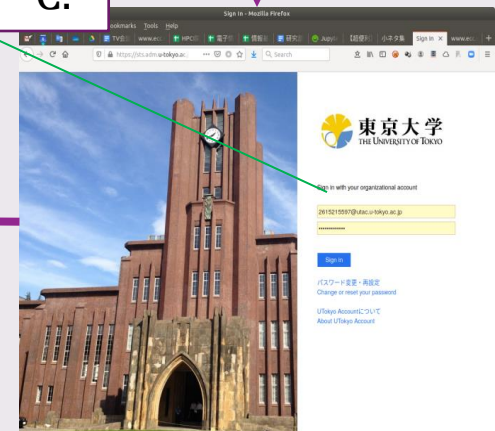 C.
Sign In - Mozilla Firefox
ookmarks Tools Help
Sign In
https://sts.adm.u-tokyo.ac.
Search
東京大学
THE UNIVERSITY OF TOKYO
Sign in with your organizational account
2615215597@utac.u-tokyo.ac.jp
Sign in
パスワード変更・再設定
Change or reset your password
UTokyo Accountについて
About UTokyo Account